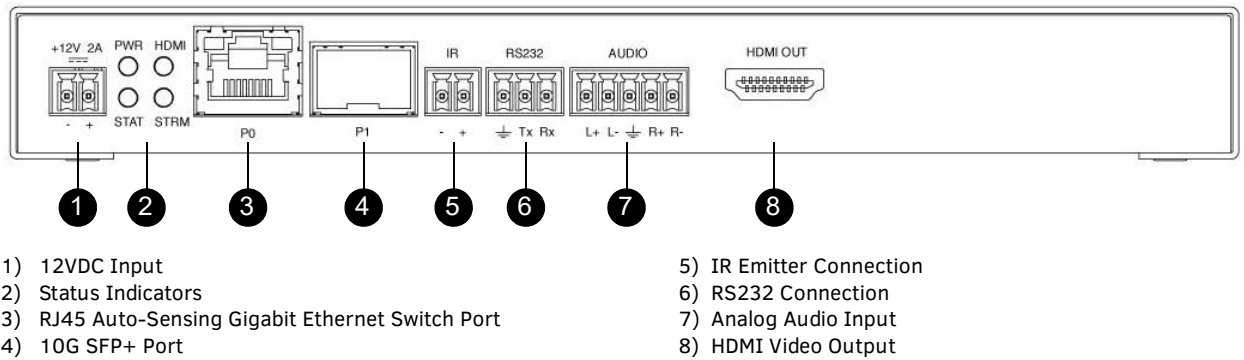 +12V 2A PWR HDMI IR RS232 AUDIO HDMI OUT
- + STAT STRM P0 P1 - + Tx Rx L+ L- R+ R-
1 2 3 4 5 6 7 8
1) 12VDC Input
2) Status Indicators
3) RJ45 Auto-Sensing Gigabit Ethernet Switch Port
4) 10G SFP+ Port
5) IR Emitter Connection
6) RS232 Connection
7) Analog Audio Input
8) HDMI Video Output